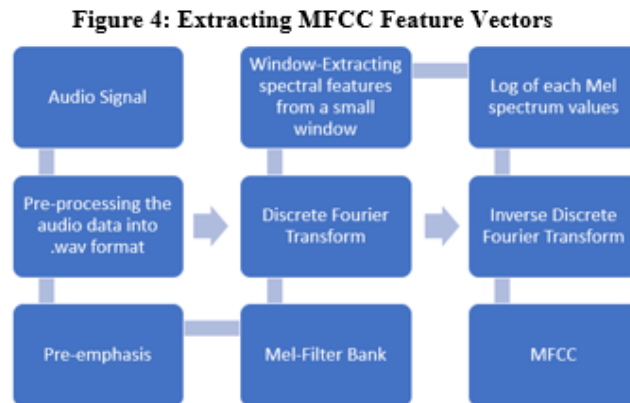 Figure 4: Extracting MFCC Feature Vectors
Audio Signal
Pre-processing the
audio data into
.wav format
Pre-emphasis
Window-Extracting
spectral features
from a small
window
Discrete Fourier
Transform
Mel-Filter Bank
Log of each Mel
spectrum values
Inverse Discrete
Fourier Transform
MFCC